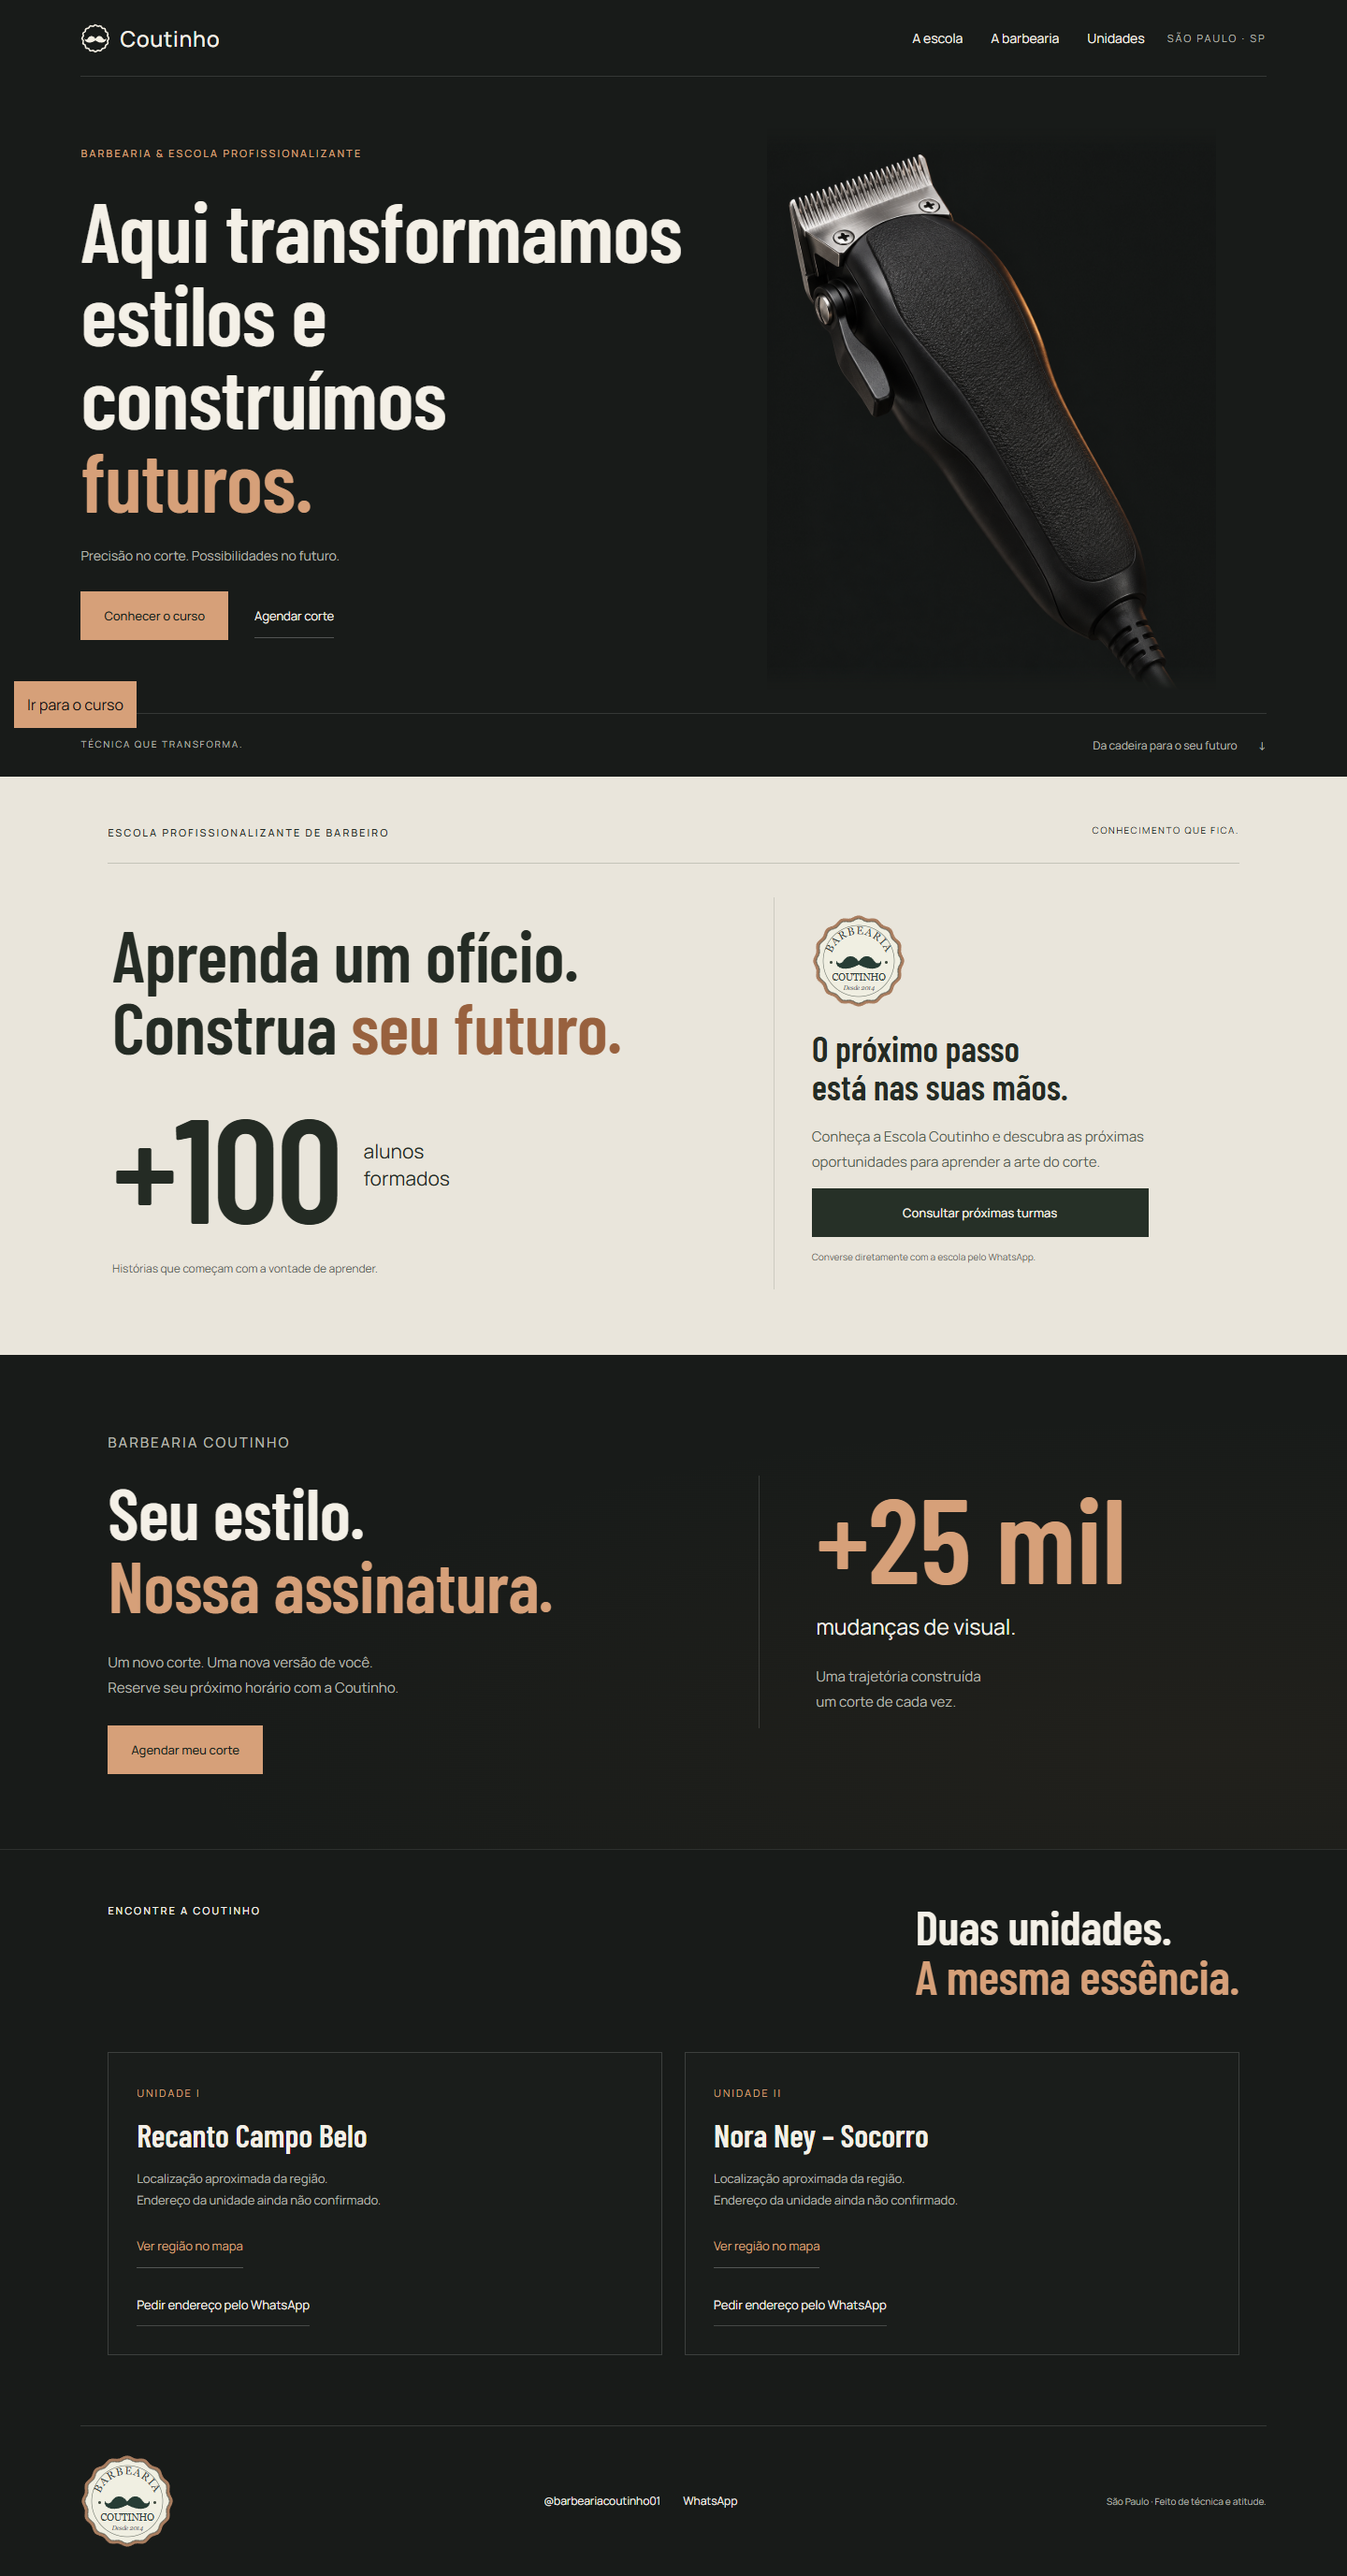 Coutinho
A escola
A barbearia
Unidades
SÃO PAULO · SP
BARBEARIA & ESCOLA PROFISSIONALIZANTE
Aqui transformamos
estilos e
construímos
futuros.
Precisão no corte. Possibilidades no futuro.
Conhecer o curso
Agendar corte
Ir para o curso
TÉCNICA QUE TRANSFORMA.
Da cadeira para o seu futuro ↓
ESCOLA PROFISSIONALIZANTE DE BARBEIRO
CONHECIMENTO QUE FICA.
Aprenda um ofício.
Construa seu futuro.
+100
alunos
formados
Histórias que começam com a vontade de aprender.
BARBEARIA
COUTINHO
Desde 2014
O próximo passo
está nas suas mãos.
Conheça a Escola Coutinho e descubra as próximas
oportunidades para aprender a arte do corte.
Consultar próximas turmas
Converse diretamente com a escola pelo WhatsApp.
BARBEARIA COUTINHO
Seu estilo.
Nossa assinatura.
Um novo corte. Uma nova versão de você.
Reserve seu próximo horário com a Coutinho.
Agendar meu corte
+25 mil
mudanças de visual.
Uma trajetória construída
um corte de cada vez.
ENCONTRE A COUTINHO
Duas unidades.
A mesma essência.
UNIDADE I
Recanto Campo Belo
Localização aproximada da região.
Endereço da unidade ainda não confirmado.
Ver região no mapa
Pedir endereço pelo WhatsApp
UNIDADE II
Nora Ney – Socorro
Localização aproximada da região.
Endereço da unidade ainda não confirmado.
Ver região no mapa
Pedir endereço pelo WhatsApp
BARBEARIA
COUTINHO
Desde 2014
@barbeariacoutinho01
WhatsApp
São Paulo · Feito de técnica e atitude.